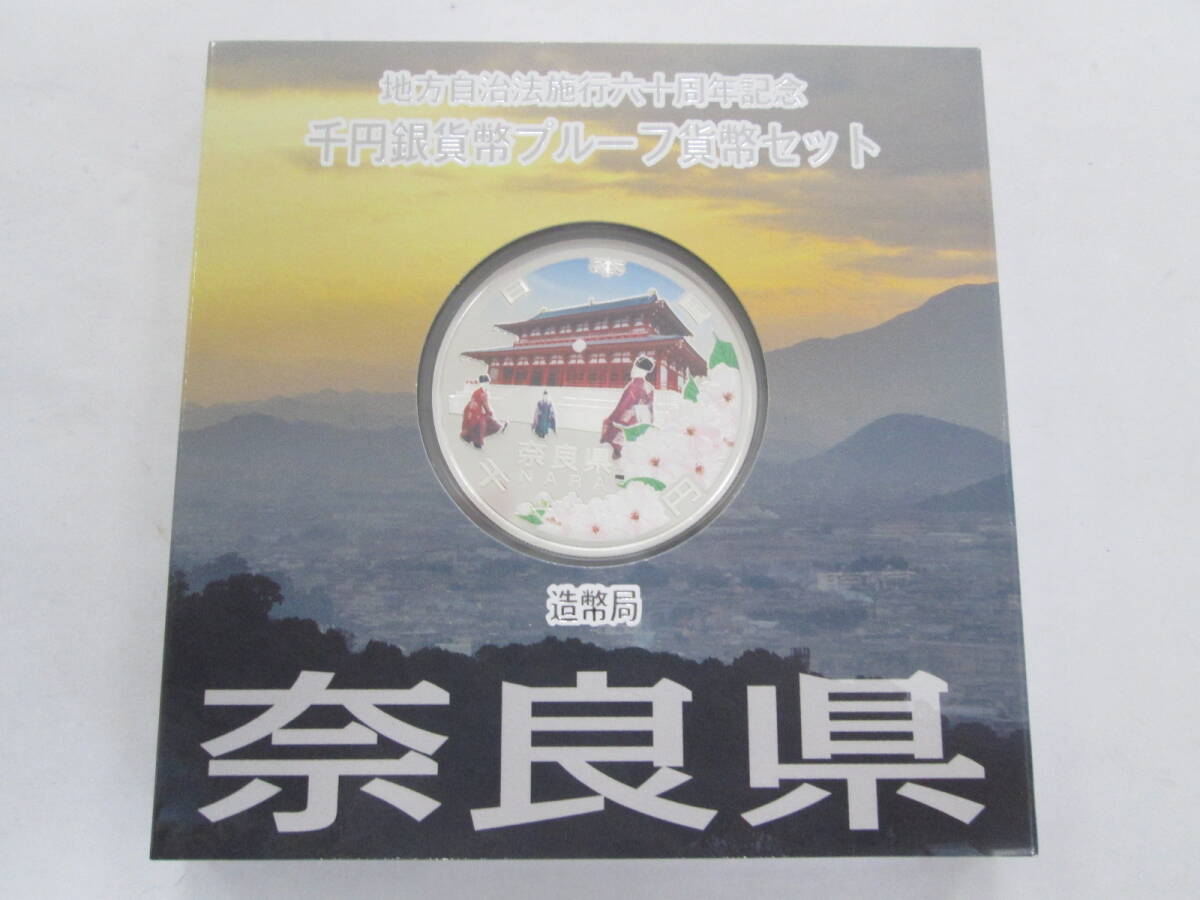 地方自治法施行六十周年記念
千円銀貨幣プルーフ貨幣セット
日 国
奈良県
NARA
千 円
造幣局
奈良県